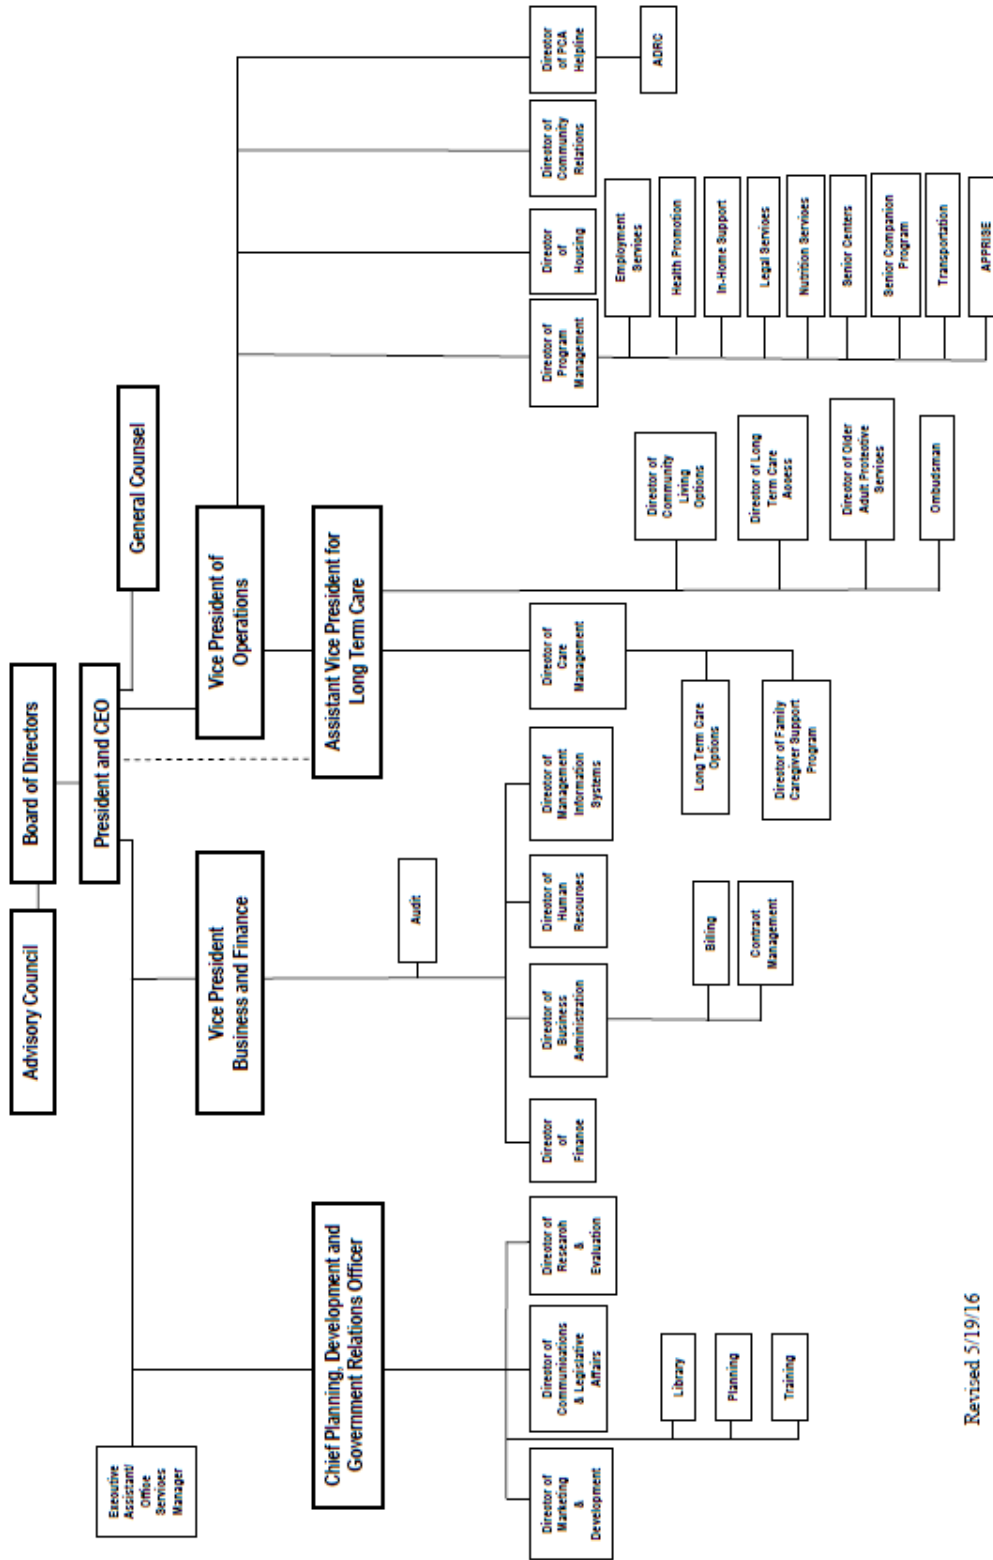 Advisory Council
Board of Directors
President and CEO
General Counsel
Executive
Assistant/
Office
Services
Manager
Vice President
Business and Finance
Vice President of
Operations
Chief Planning, Development and
Government Relations Officer
Assistant Vice President for
Long Term Care
Audit
Director of
Marketing
&
Development
Director of
Communications
& Legislative
Affairs
Director of
Research
&
Evaluation
Director
of
Finance
Director of
Business
Administration
Director of
Human
Resources
Director of
Management
Information
Systems
Director of
Care
Management
Director of
Program
Management
Director
of
Housing
Director of
Community
Relations
Director
of PCA
Helpline
Library
Planning
Training
Billing
Contract
Management
Long Term Care
Options
Director of Family
Caregiver Support
Program
Director of
Community
Living
Options
Director of Long
Term Care
Access
Director of Older
Adult Protective
Services
Ombudsman
Employment
Services
Health Promotion
In-Home Support
Legal Services
Nutrition Services
Senior Centers
Senior Companion
Program
Transportation
APPRISE
ADRC
Revised 5/19/16